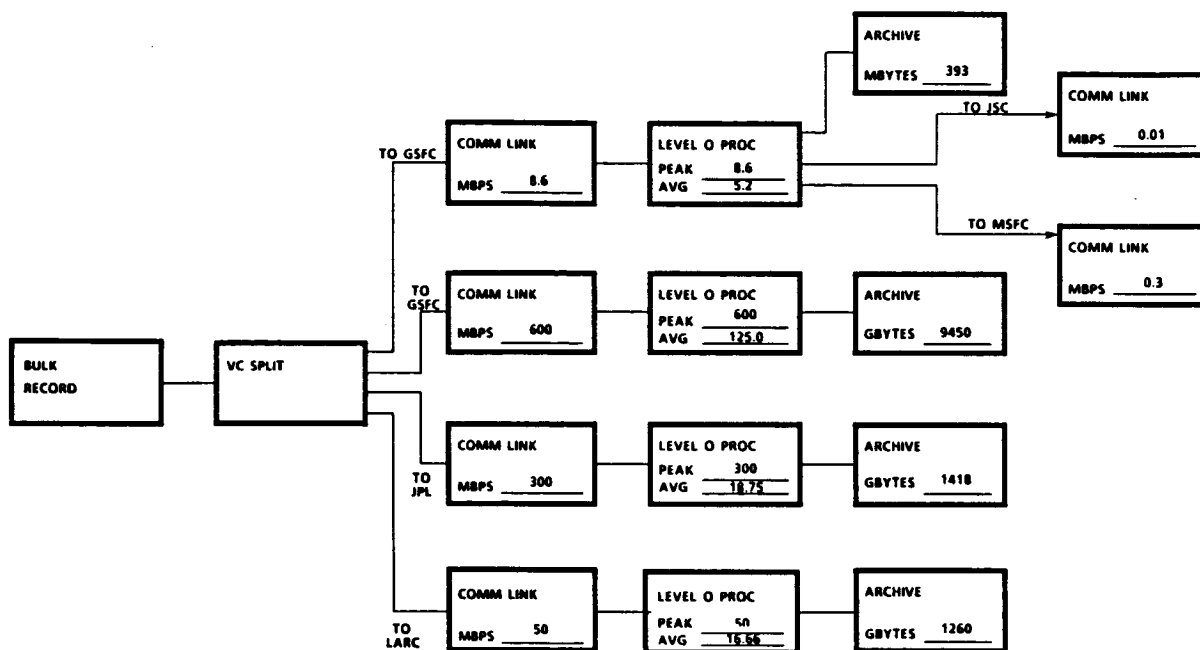 BULK
RECORD
VC SPLIT
TO GSFC
COMM LINK
MBPS 8.6
LEVEL O PROC
PEAK 8.6
AVG 5.2
ARCHIVE
MBYTES 393
TO JSC
COMM LINK
MBPS 0.01
TO MSFC
COMM LINK
MBPS 0.3
TO
GSFC
COMM LINK
MBPS 600
LEVEL O PROC
PEAK 600
AVG 125.0
ARCHIVE
GBYTES 9450
TO
JPL
COMM LINK
MBPS 300
LEVEL O PROC
PEAK 300
AVG 18.75
ARCHIVE
GBYTES 1418
TO
LARC
COMM LINK
MBPS 50
LEVEL O PROC
PEAK 50
AVG 16.66
ARCHIVE
GBYTES 1260